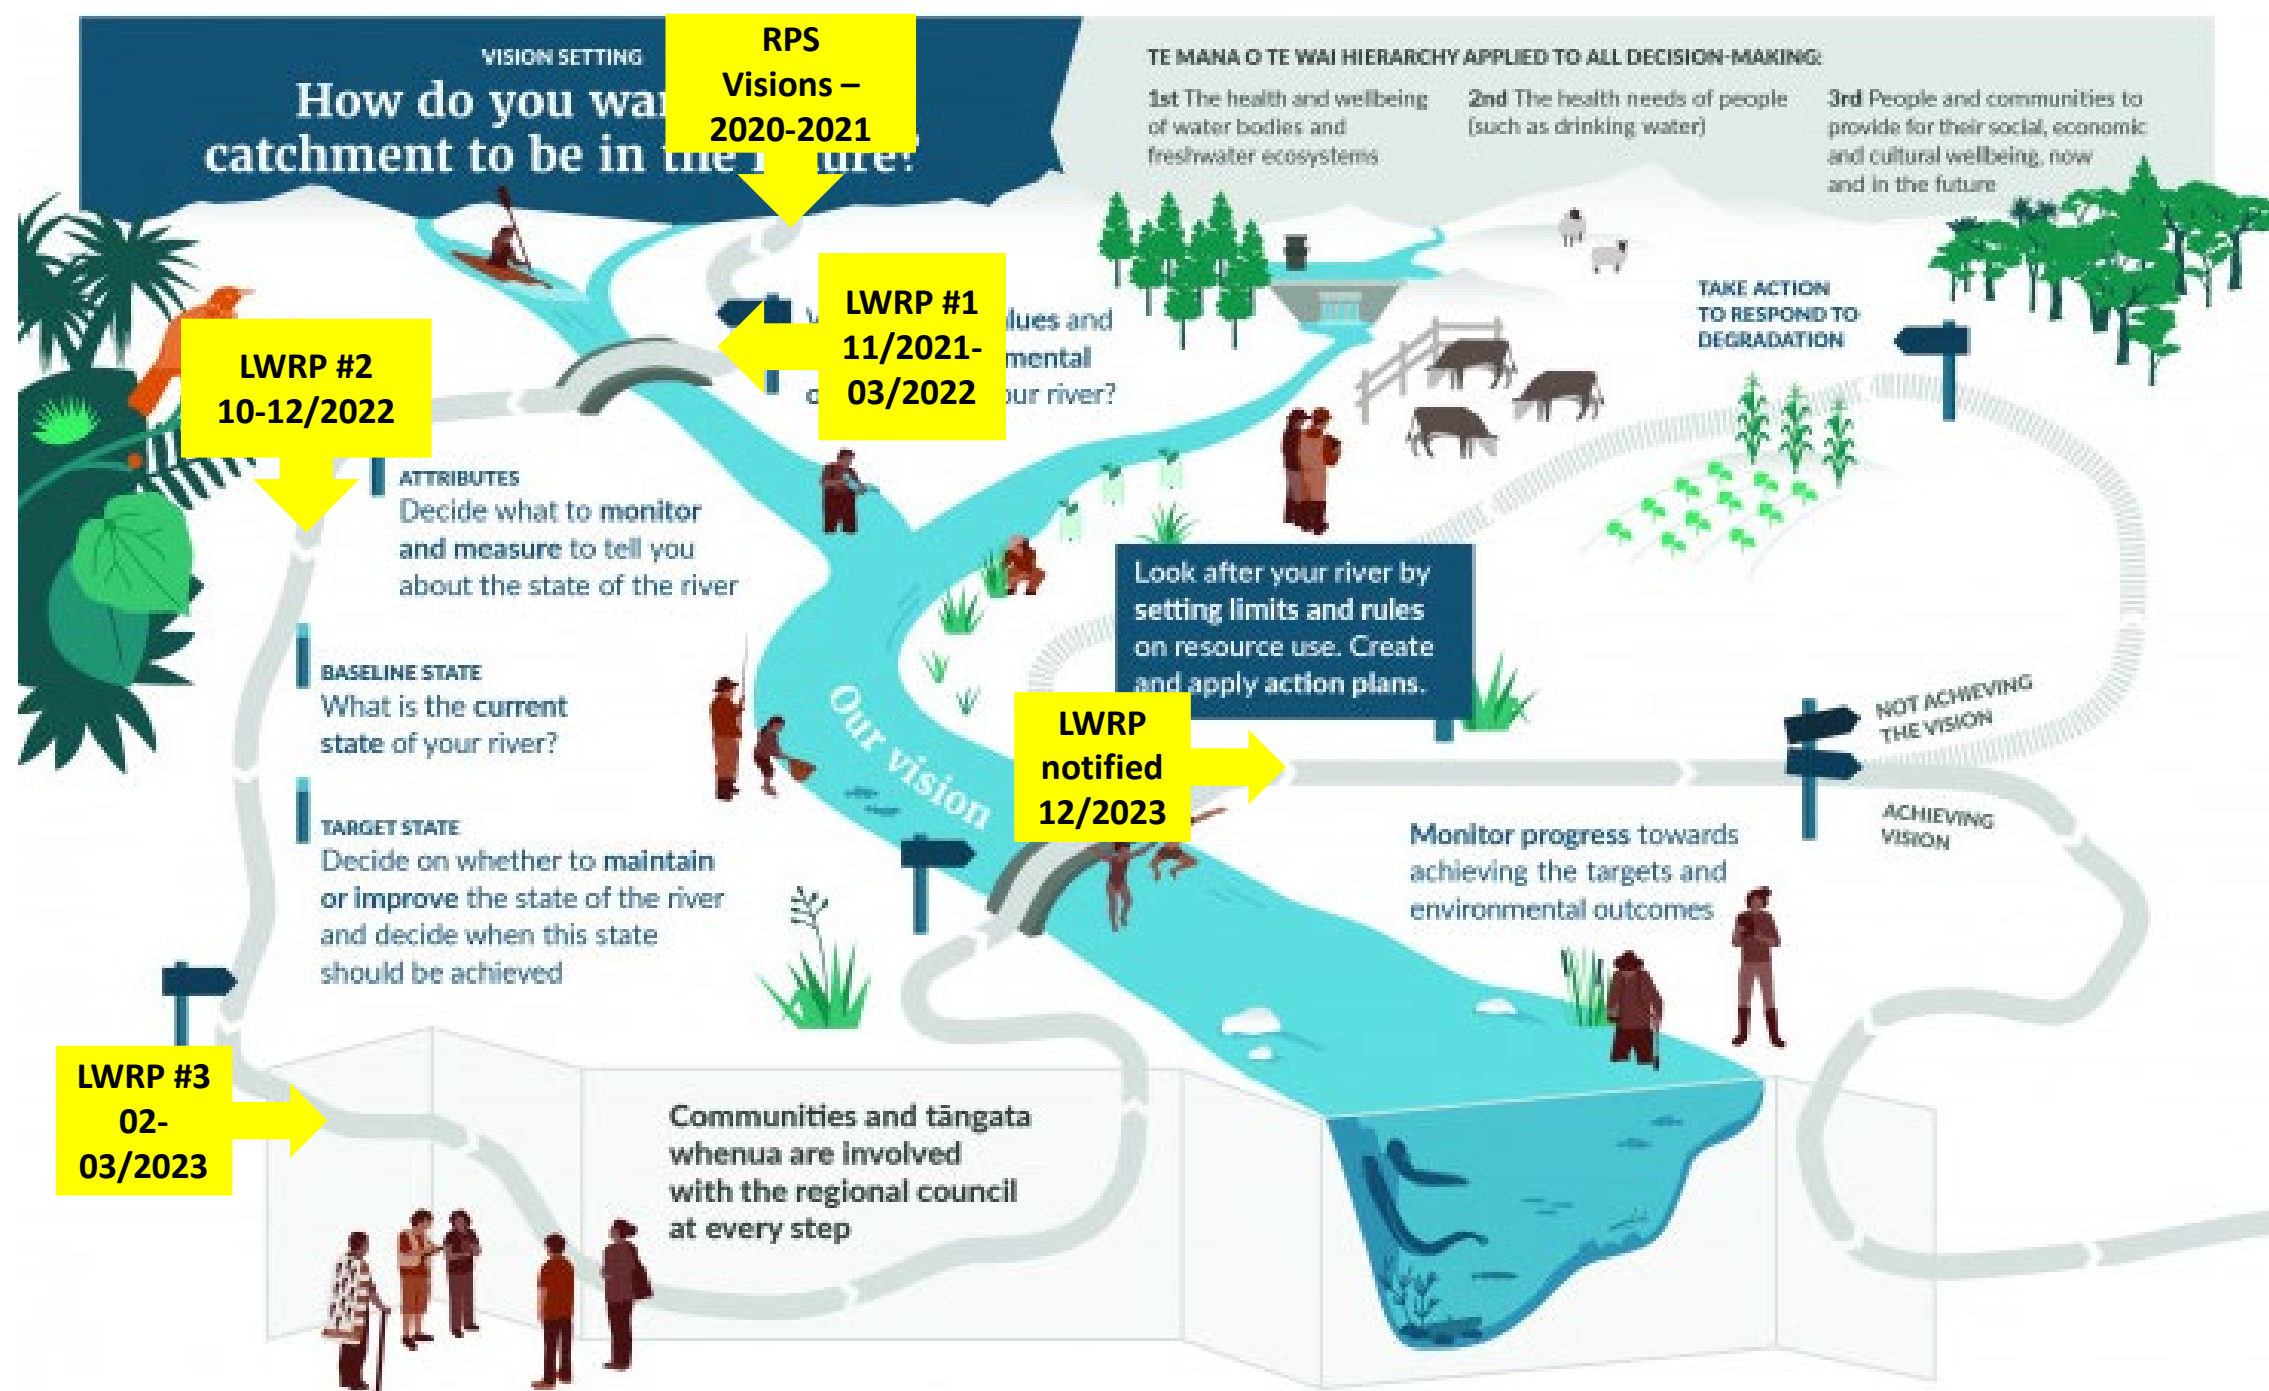 VISION SETTING
How do you wa
catchment to be in
RPS
Visions –
2020-2021
TE MANA O TE WAI HIERARCHY APPLIED TO ALL DECISION-MAKING:
1st The health and wellbeing
of water bodies and
freshwater ecosystems
2nd The health needs of people
(such as drinking water)
3rd People and communities to
provide for their social, economic
and cultural wellbeing, now
and in the future
LWRP #1
11/2021-
03/2022
lues and
mental
ur river?
LWRP #2
10-12/2022
TAKE ACTION
TO RESPOND TO
DEGRADATION
ATTRIBUTES
Decide what to monitor
and measure to tell you
about the state of the river
BASELINE STATE
What is the current
state of your river?
TARGET STATE
Decide on whether to maintain
or improve the state of the river
and decide when this state
should be achieved
Our vision
Look after your river by
setting limits and rules
on resource use. Create
and apply action plans.
LWRP
notified
12/2023
NOT ACHIEVING
THE VISION
ACHIEVING
VISION
Monitor progress towards
achieving the targets and
environmental outcomes
LWRP #3
02-
03/2023
Communities and tāngata
whenua are involved
with the regional council
at every step